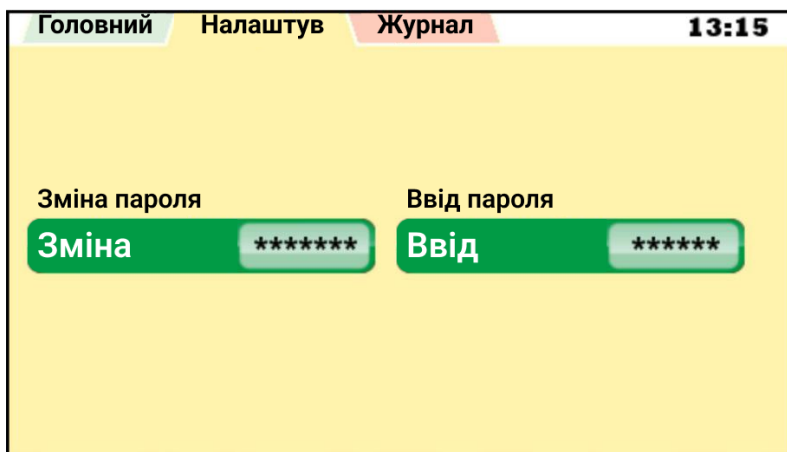 Головний Налаштув Журнал 13:15
Зміна пароля Ввід пароля
Зміна ******* Ввід ******